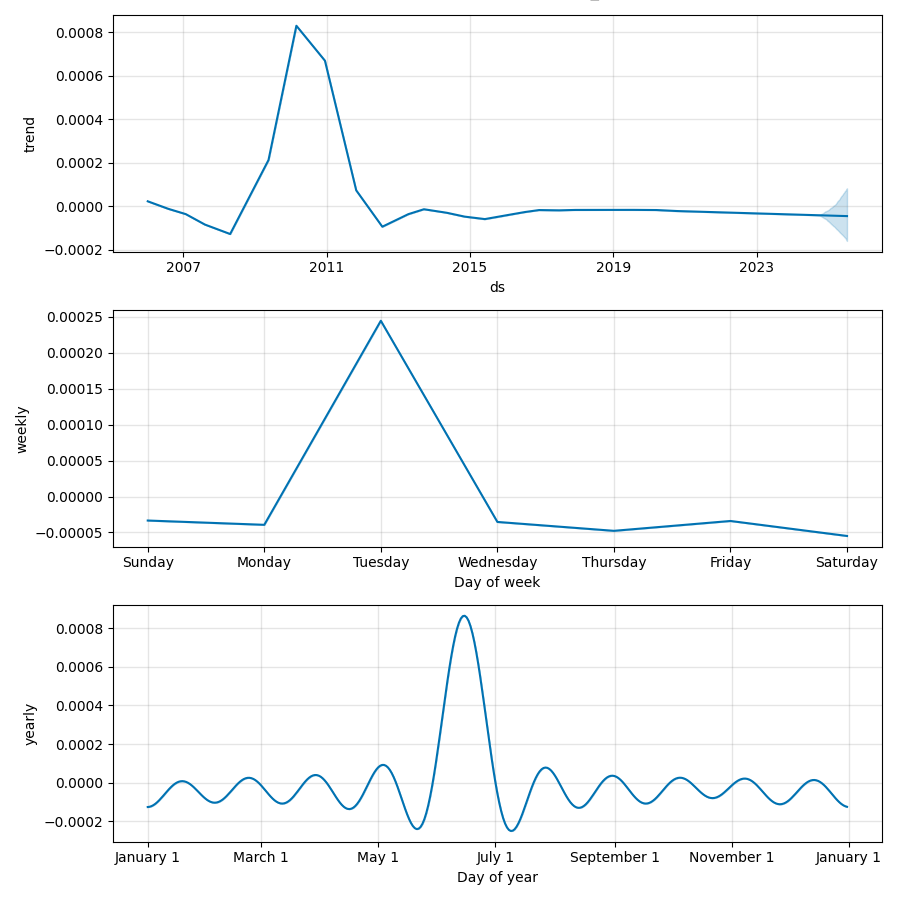 0.0008
0.0006
0.0004
0.0002
0.0000
−0.0002
trend
2007 2011 2015 2019 2023
ds
0.00025
0.00020
0.00015
0.00010
0.00005
0.00000
−0.00005
weekly
Sunday Monday Tuesday Wednesday Thursday Friday Saturday
Day of week
0.0008
0.0006
0.0004
0.0002
0.0000
−0.0002
yearly
January 1 March 1 May 1 July 1 September 1 November 1 January 1
Day of year